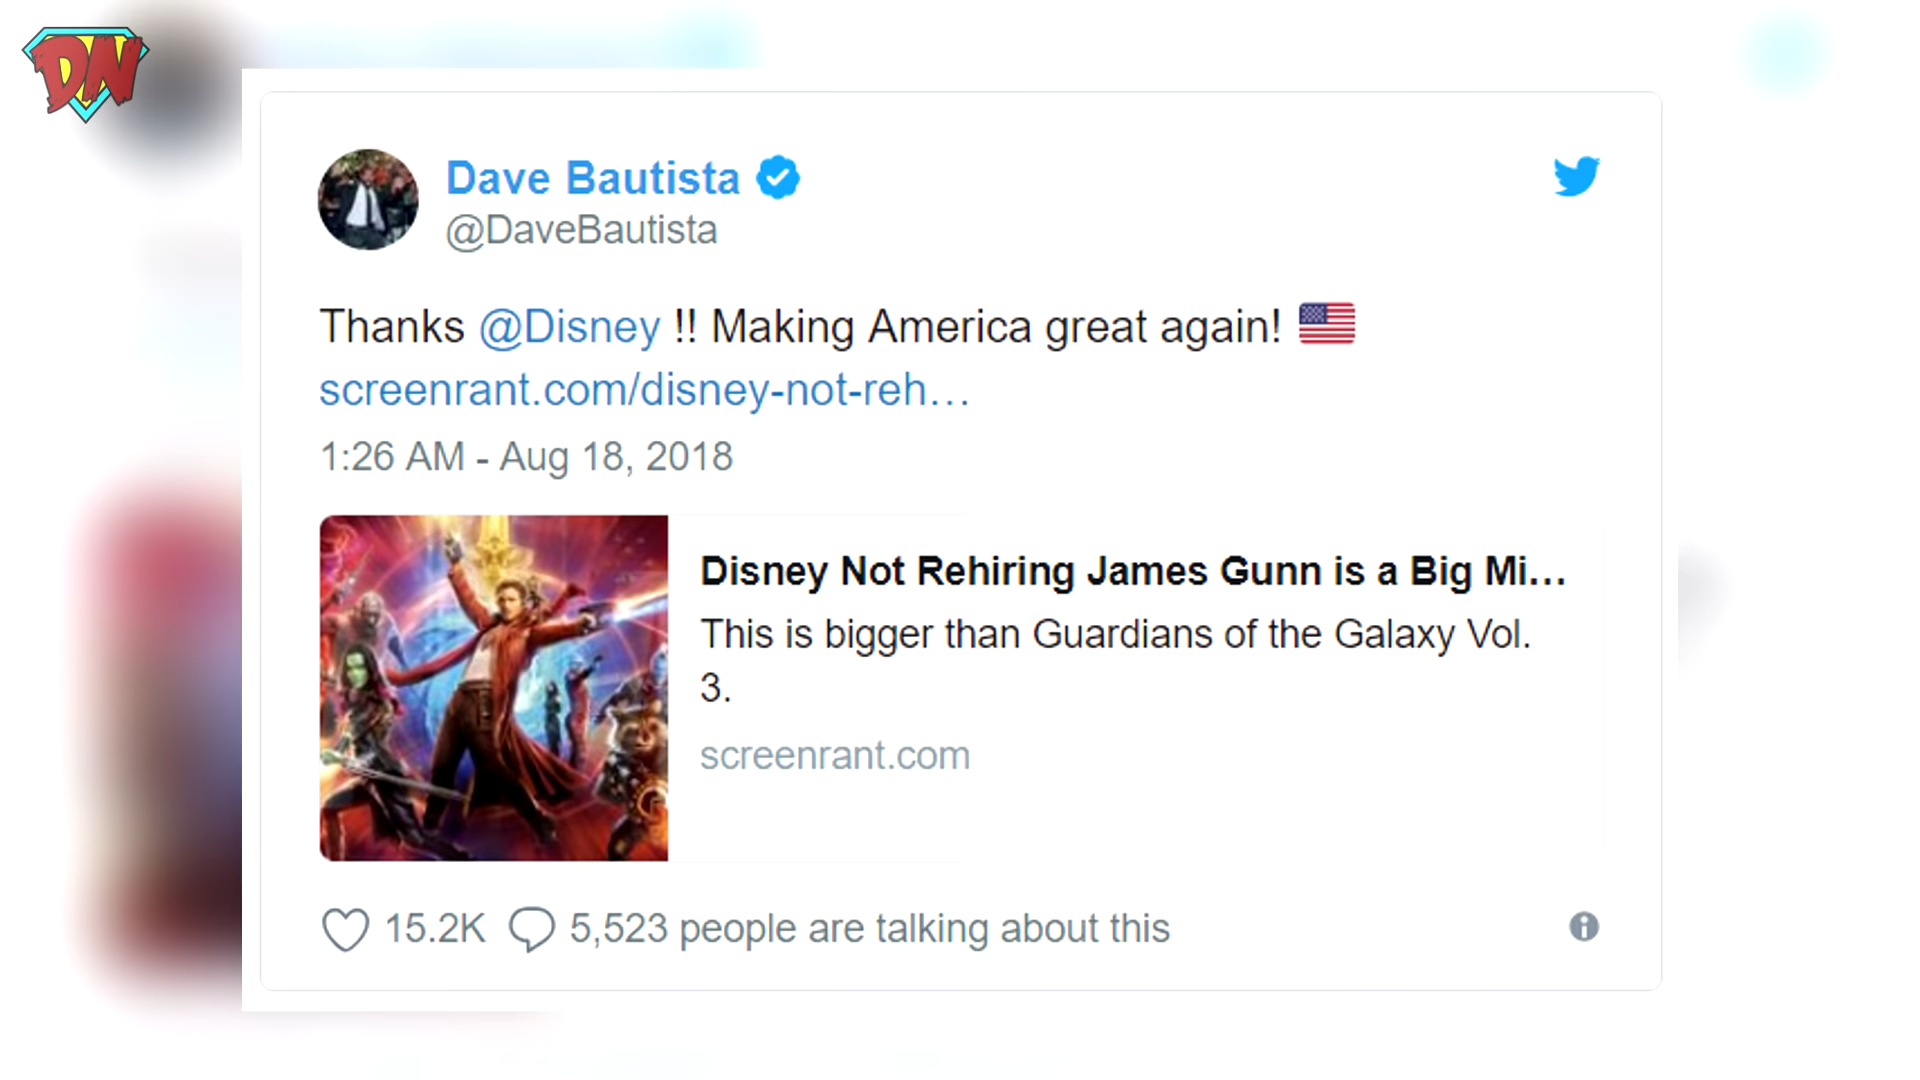 DN
Dave Bautista
@DaveBautista
Thanks @Disney !! Making America great again! 🇺🇸
screenrant.com/disney-not-reh…
1:26 AM - Aug 18, 2018
Disney Not Rehiring James Gunn is a Big Mi...
This is bigger than Guardians of the Galaxy Vol.
3.
screenrant.com
15.2K 5,523 people are talking about this